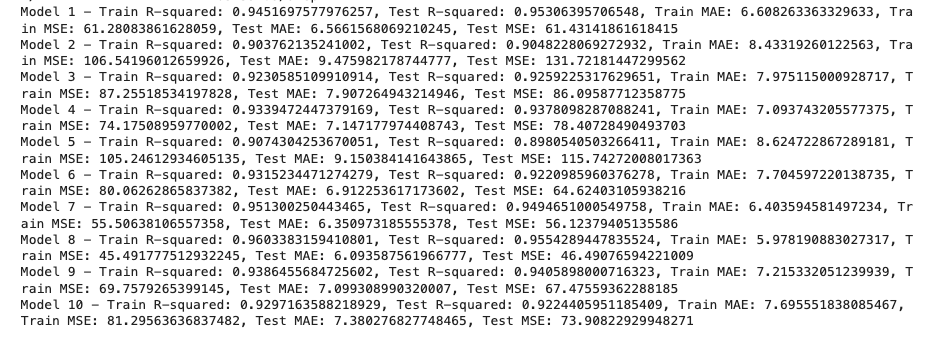 Model 1 – Train R-squared: 0.9451697577976257, Test R-squared: 0.95306395706548, Train MAE: 6.608263363329633, Tra
in MSE: 61.28083861628059, Test MAE: 6.5661568069210245, Test MSE: 61.43141861618415
Model 2 – Train R-squared: 0.903762135241002, Test R-squared: 0.9048228069272932, Train MAE: 8.43319260122563, Tra
in MSE: 106.54196012659926, Test MAE: 9.475982178744777, Test MSE: 131.72181447299562
Model 3 – Train R-squared: 0.9230585109910914, Test R-squared: 0.9259225317629651, Train MAE: 7.975115000928717, T
rain MSE: 87.25518534197828, Test MAE: 7.907264943214946, Test MSE: 86.09587712358775
Model 4 – Train R-squared: 0.9339472447379169, Test R-squared: 0.9378098287088241, Train MAE: 7.093743205577375, T
rain MSE: 74.17508959770002, Test MAE: 7.147177974408743, Test MSE: 78.40728490493703
Model 5 – Train R-squared: 0.9074304253670051, Test R-squared: 0.8980540503266411, Train MAE: 8.624722867289181, T
rain MSE: 105.24612934605135, Test MAE: 9.150384141643865, Test MSE: 115.74272008017363
Model 6 – Train R-squared: 0.9315234471274279, Test R-squared: 0.9220985960376278, Train MAE: 7.704597220138735, T
rain MSE: 80.06262865837382, Test MAE: 6.912253617173602, Test MSE: 64.62403105938216
Model 7 – Train R-squared: 0.951300250443465, Test R-squared: 0.9494651000549758, Train MAE: 6.403594581497234, Tr
ain MSE: 55.50638106557358, Test MAE: 6.350973185555378, Test MSE: 56.12379405135586
Model 8 – Train R-squared: 0.9603383159410801, Test R-squared: 0.9554289447835524, Train MAE: 5.978190883027317, T
rain MSE: 45.491777512932245, Test MAE: 6.093587561966777, Test MSE: 46.49076594221009
Model 9 – Train R-squared: 0.9386455684725602, Test R-squared: 0.9405898000716323, Train MAE: 7.215332051239939, T
rain MSE: 69.7579265399145, Test MAE: 7.099308990320007, Test MSE: 67.47559362288185
Model 10 – Train R-squared: 0.9297163588218929, Test R-squared: 0.9224405951185409, Train MAE: 7.695551838085467,
Train MSE: 81.29563636837482, Test MAE: 7.380276827748465, Test MSE: 73.90822929948271